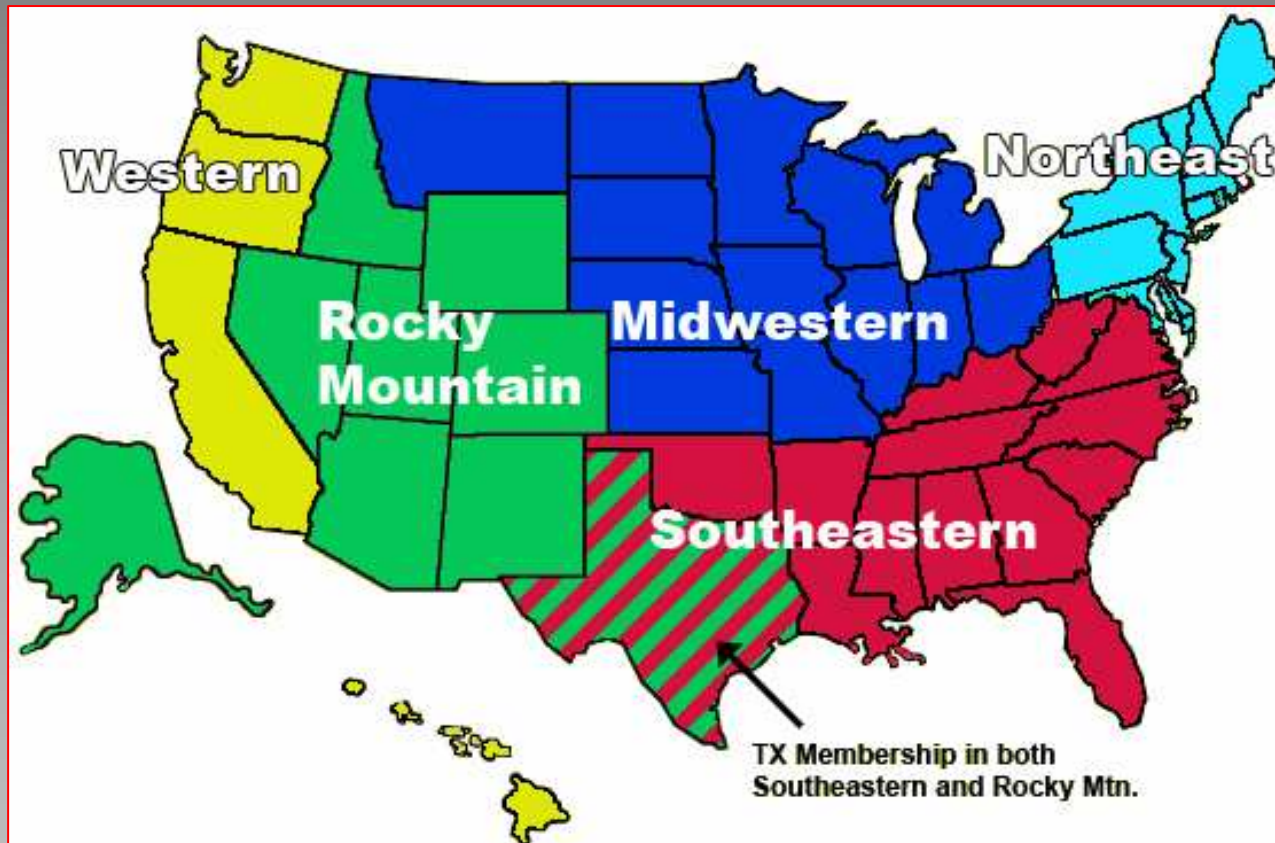 Western
Northeast
Rocky
Mountain
Midwestern
Southeastern
TX Membership in both
Southeastern and Rocky Mtn.